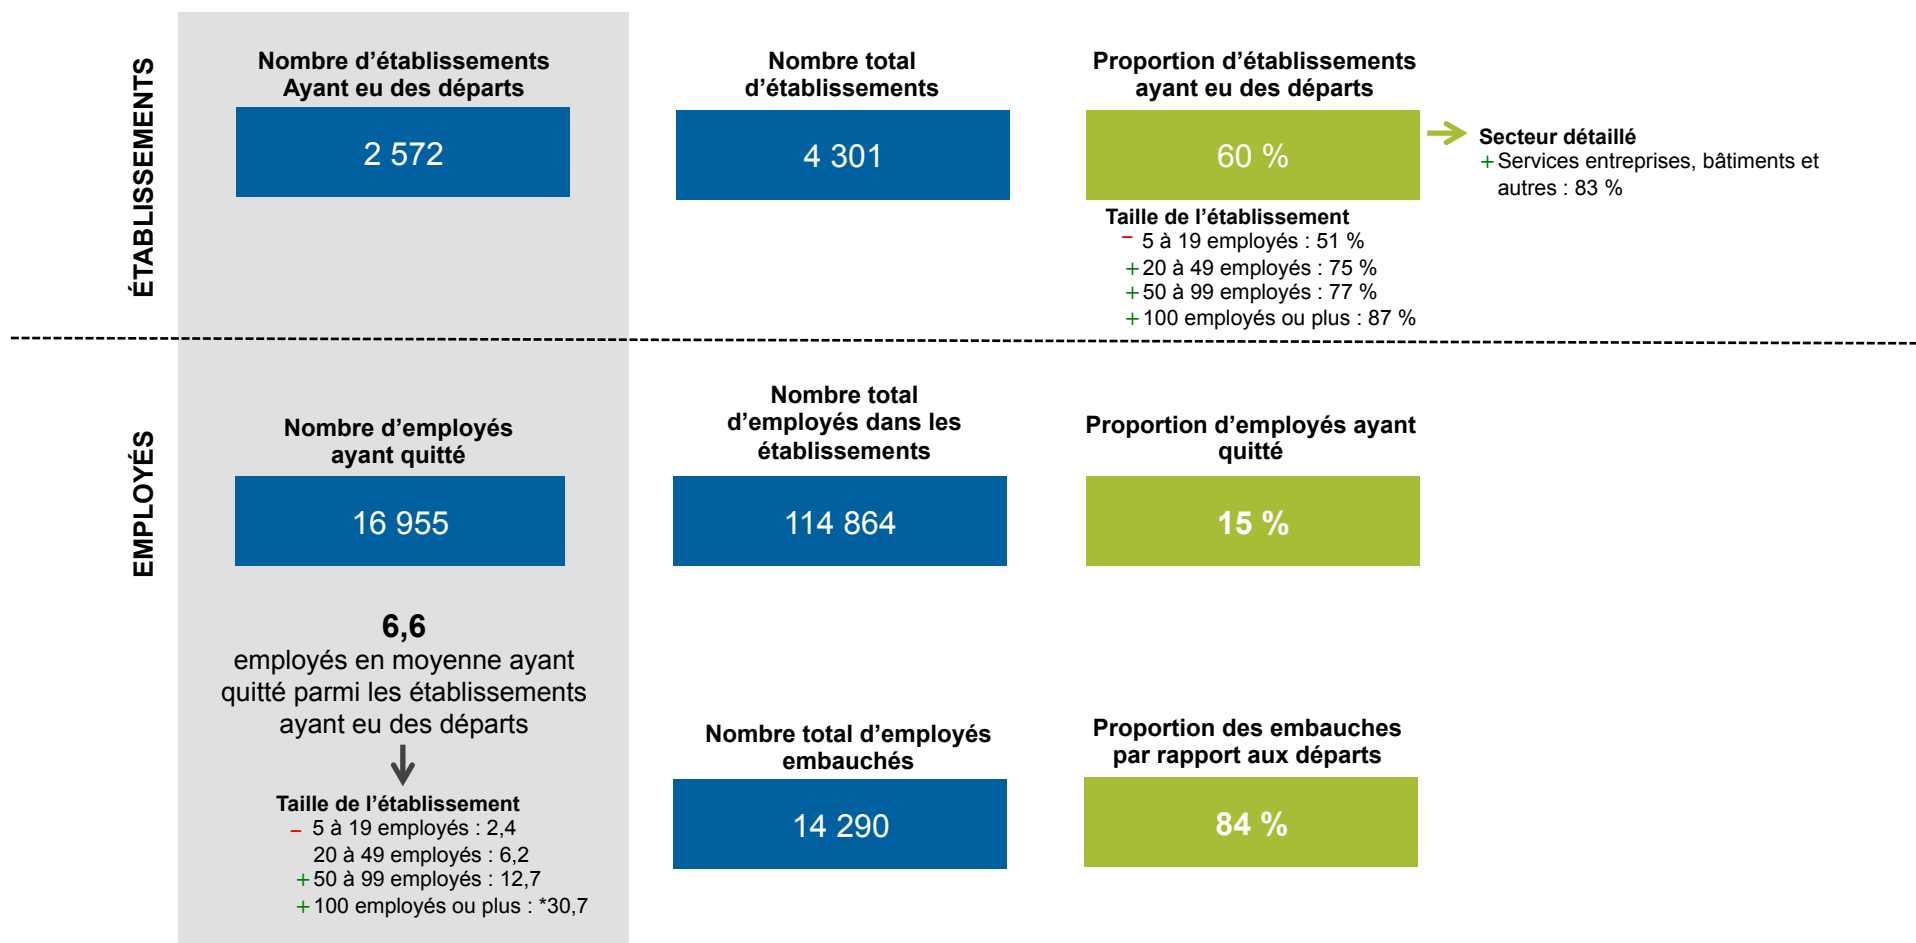 ÉTABLISSEMENTS
Nombre d’établissements
Ayant eu des départs
2 572
Nombre total
d’établissements
4 301
Proportion d’établissements
ayant eu des départs
60 %
Secteur détaillé
+ Services entreprises, bâtiments et
autres : 83 %
Taille de l’établissement
– 5 à 19 employés : 51 %
+ 20 à 49 employés : 75 %
+ 50 à 99 employés : 77 %
+ 100 employés ou plus : 87 %
EMPLOYÉS
Nombre d’employés
ayant quitté
16 955
Nombre total
d’employés dans les
établissements
114 864
Proportion d’employés ayant
quitté
15 %
6,6
employés en moyenne ayant
quitté parmi les établissements
ayant eu des départs
Taille de l’établissement
– 5 à 19 employés : 2,4
20 à 49 employés : 6,2
+ 50 à 99 employés : 12,7
+ 100 employés ou plus : *30,7
Nombre total d’employés
embauchés
14 290
Proportion des embauches
par rapport aux départs
84 %